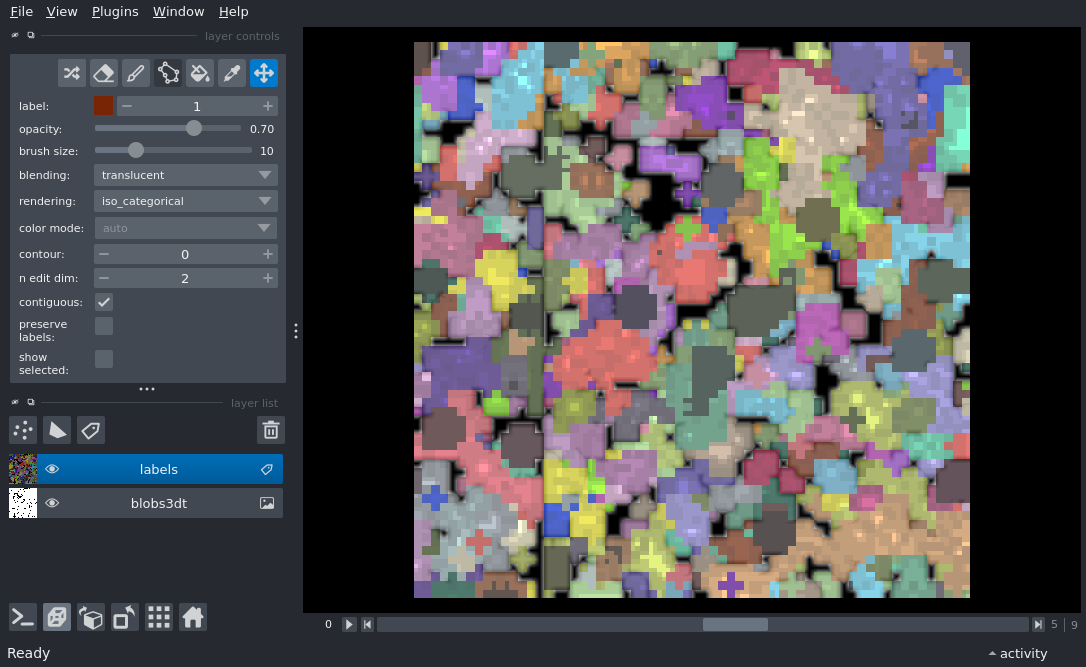 File View Plugins Window Help
layer controls
label: 1
opacity: 0.70
brush size: 10
blending: translucent
rendering: iso_categorical
color mode: auto
contour: 0
n edit dim: 2
contiguous:
preserve
labels:
show
selected:
layer list
labels
blobs3dt
0 5 | 9
Ready activity